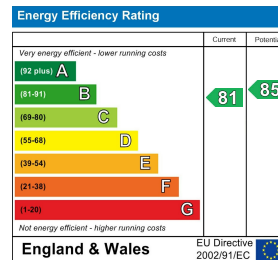 Energy Efficiency Rating
Current
Potential
Very energy efficient - lower running costs
(92 plus) A
(81-91) B
(69-80) C
(55-68) D
(39-54) E
(21-38) F
(1-20) G
81
85
Not energy efficient - higher running costs
England & Wales
EU Directive
2002/91/EC